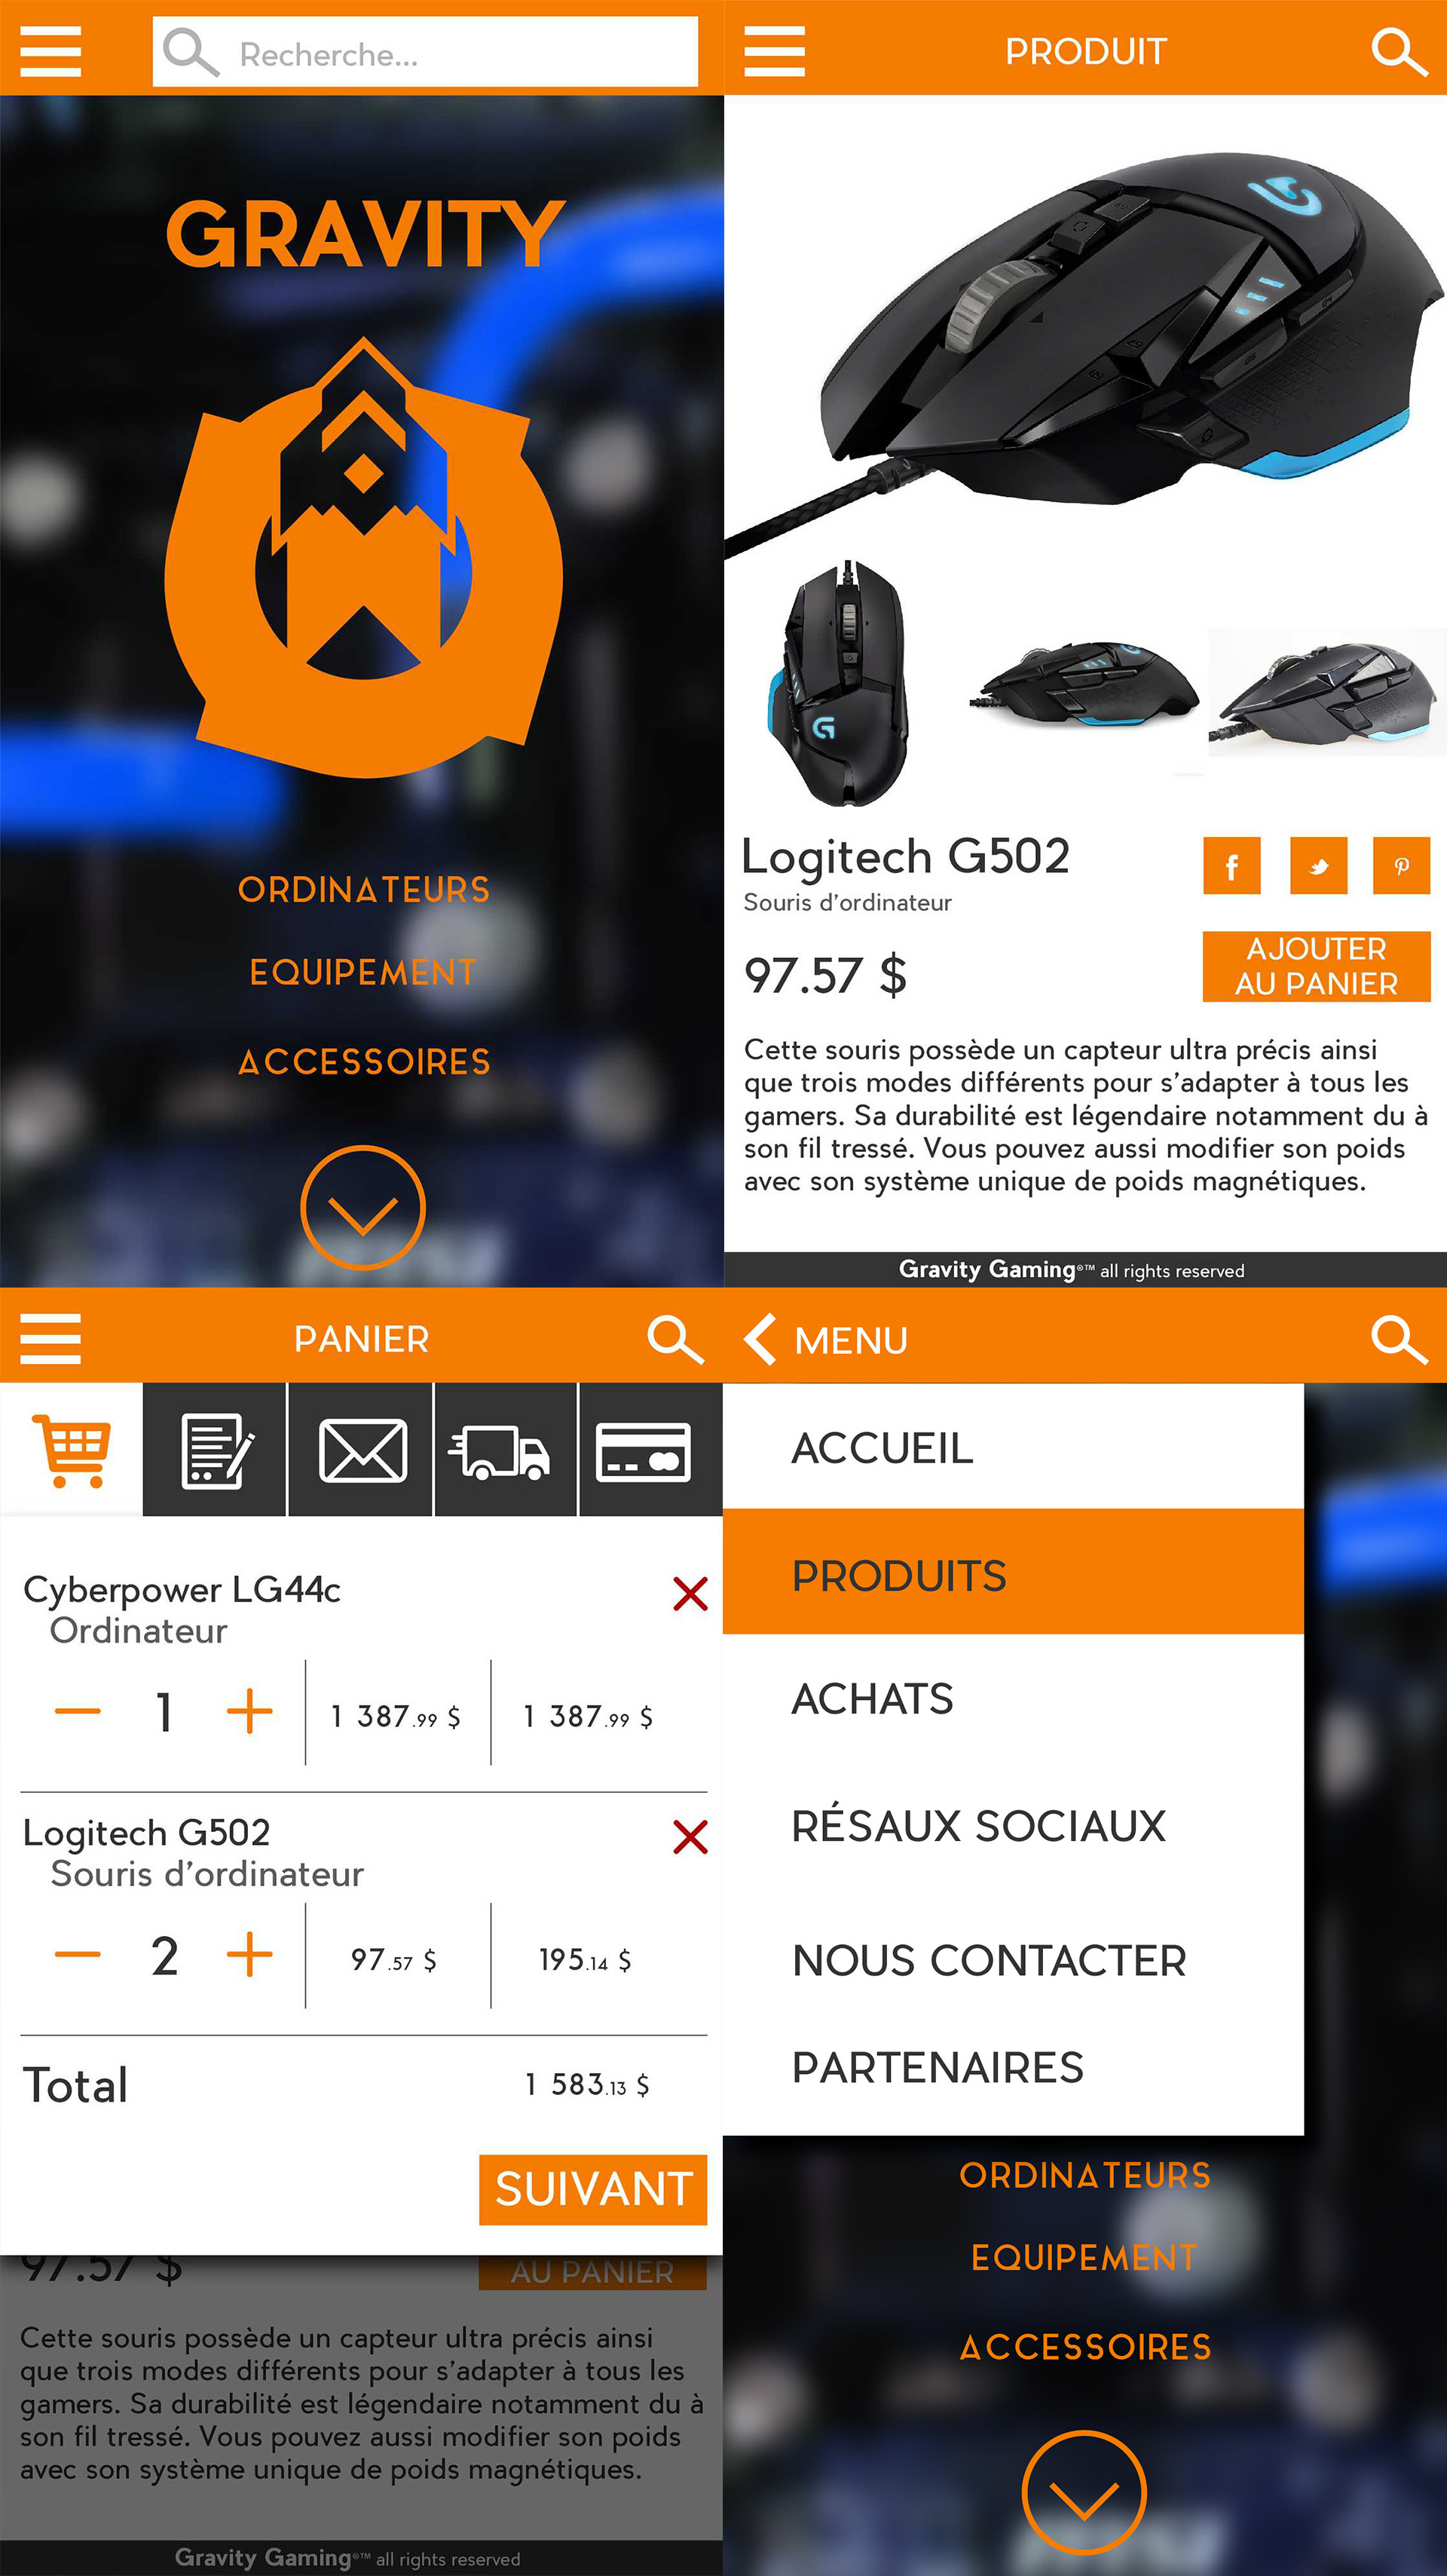 Recherche...
GRAVITY
ORDINATEURS
EQUIPEMENT
ACCESSOIRES
PRODUIT
Logitech G502
Souris d'ordinateur
97.57 $
AJOUTER
AU PANIER
Cette souris possède un capteur ultra précis ainsi
que trois modes différents pour s'adapter à tous les
gamers. Sa durabilité est légendaire notamment du à
son fil tressé. Vous pouvez aussi modifier son poids
avec son système unique de poids magnétiques.
Gravity Gaming®™ all rights reserved
PANIER
Cyberpower LG44c
Ordinateur
1 1 387.99 $ 1 387.99 $
Logitech G502
Souris d'ordinateur
2 97.57 $ 195.14 $
Total 1 583.13 $
SUIVANT
97.57 $
AU PANIER
Cette souris possède un capteur ultra précis ainsi
que trois modes différents pour s'adapter à tous les
gamers. Sa durabilité est légendaire notamment du à
son fil tressé. Vous pouvez aussi modifier son poids
avec son système unique de poids magnétiques.
Gravity Gaming®™ all rights reserved
MENU
ACCUEIL
PRODUITS
ACHATS
RÉSAUX SOCIAUX
NOUS CONTACTER
PARTENAIRES
ORDINATEURS
EQUIPEMENT
ACCESSOIRES